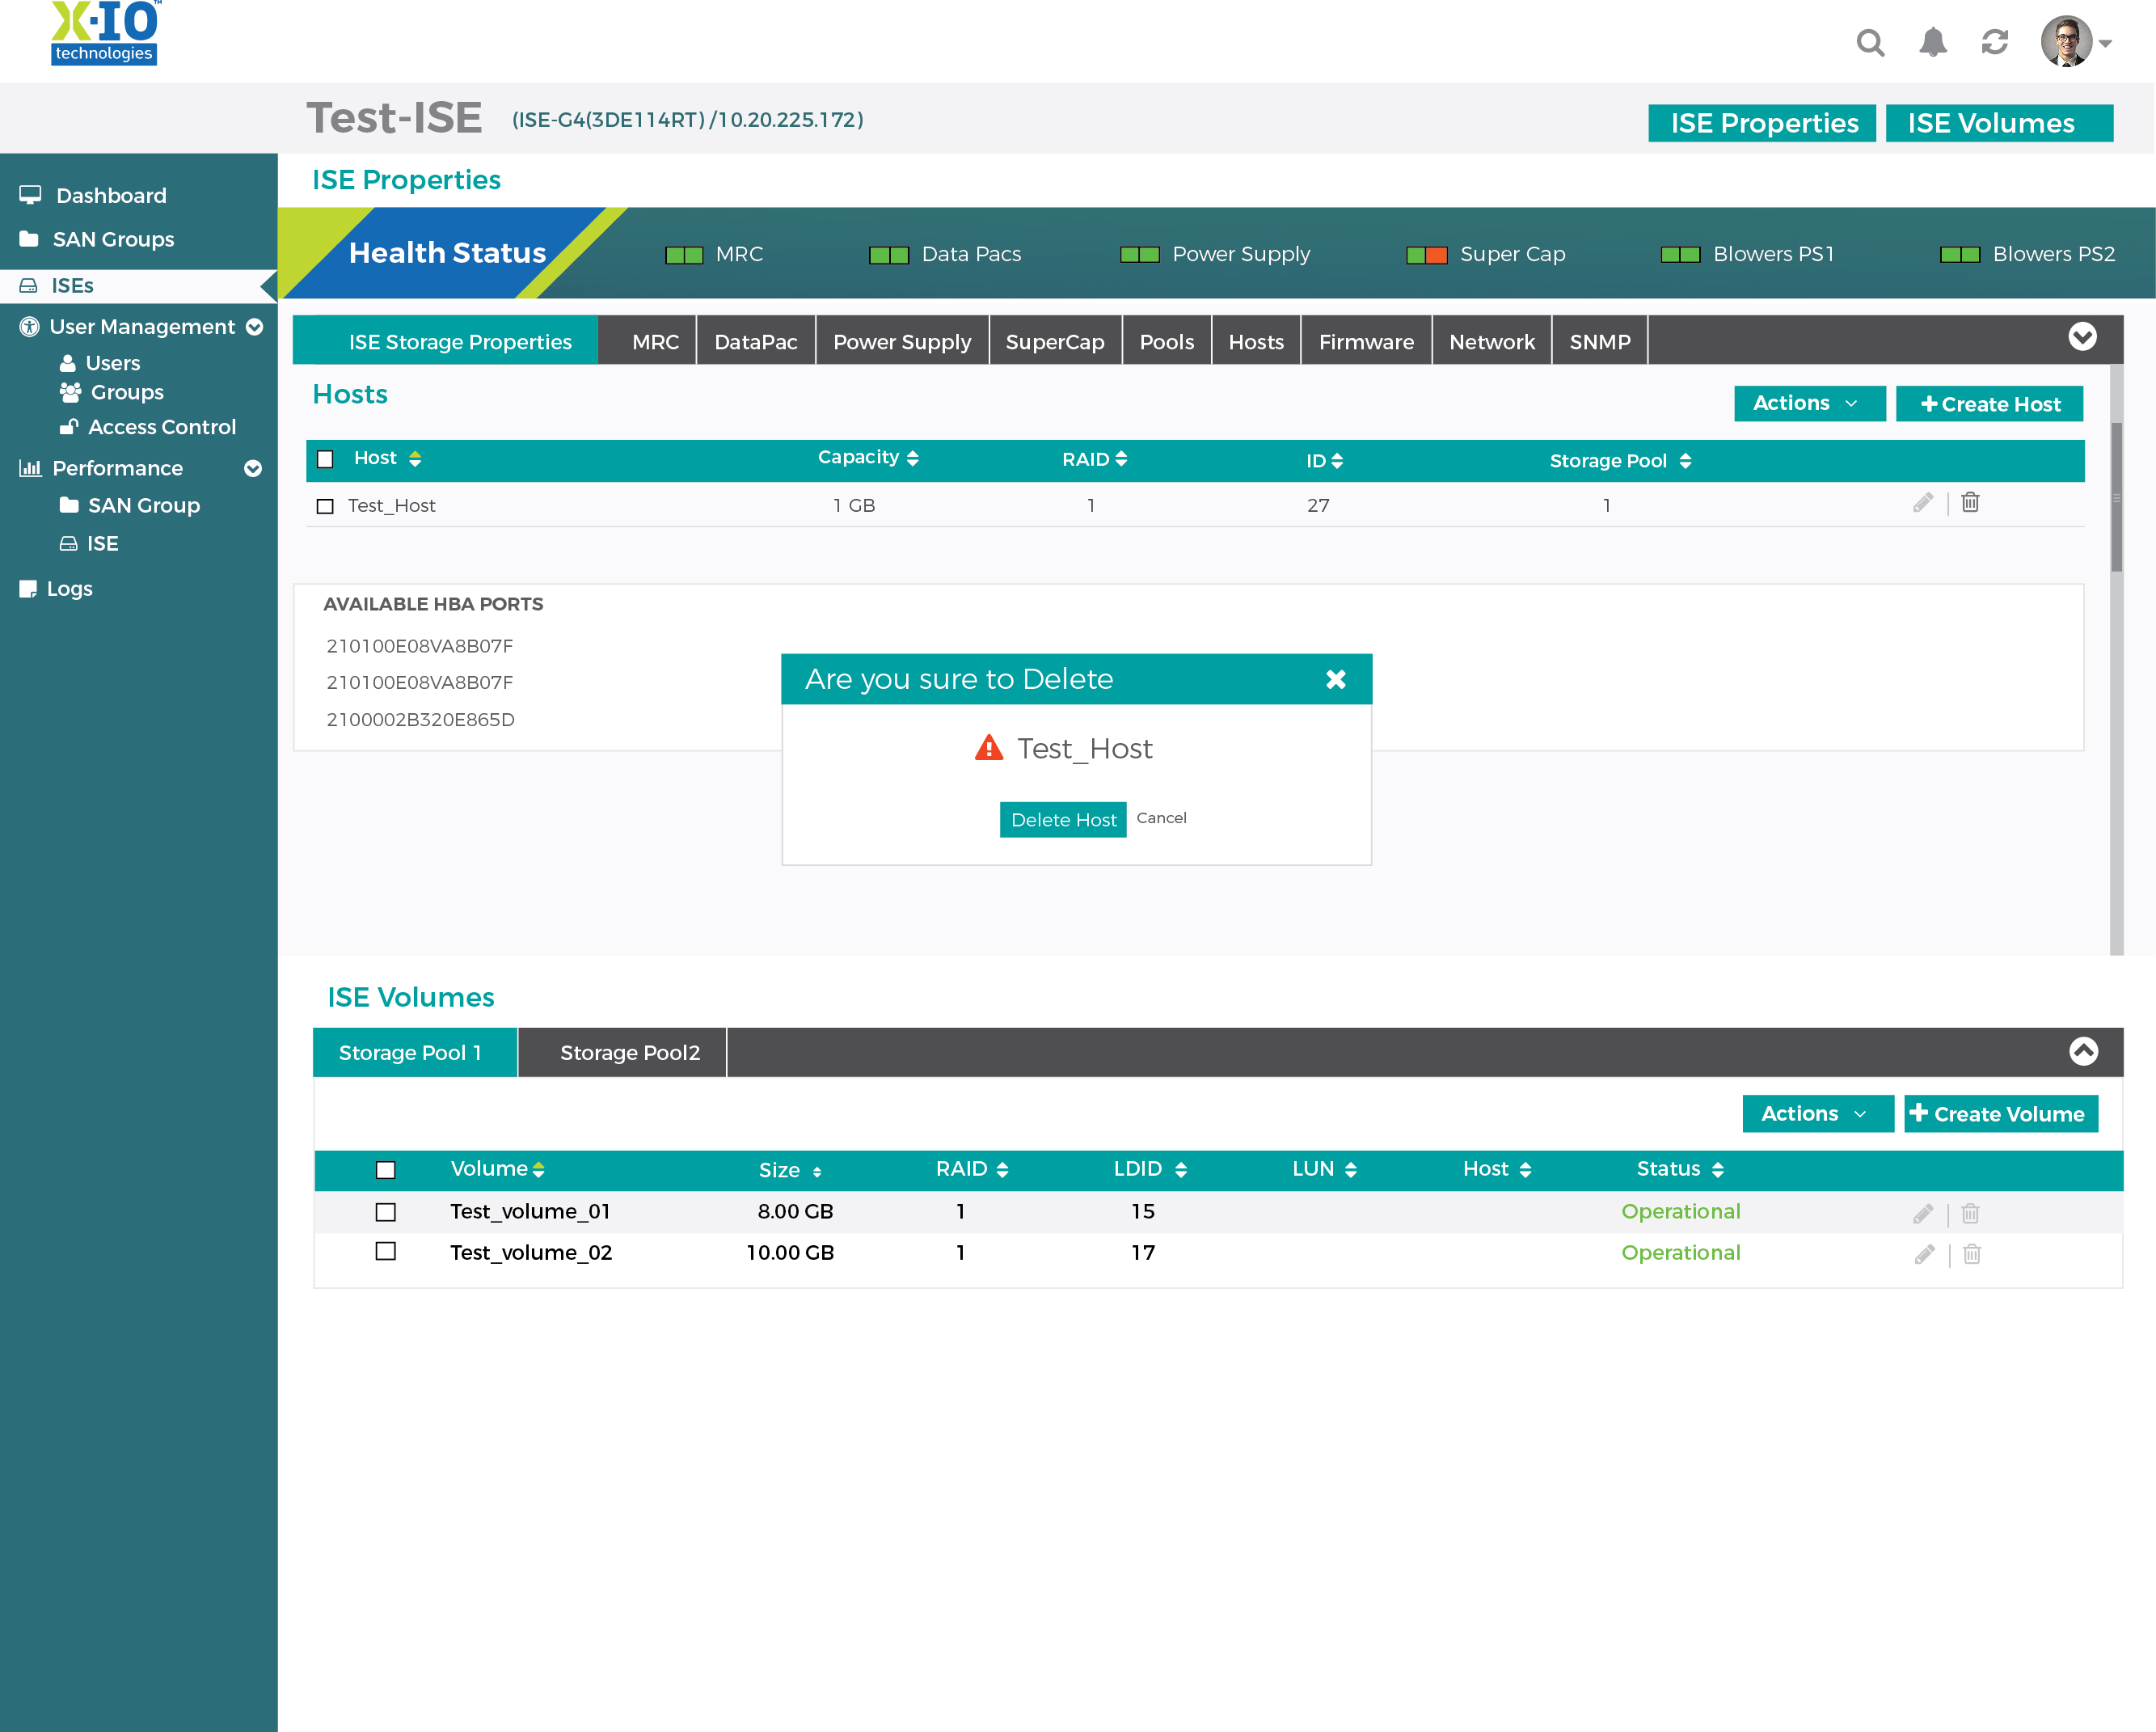 X-IO™
technologies
Test-ISE (ISE-G4(3DE114RT) /10.20.225.172) ISE Properties ISE Volumes
Dashboard
SAN Groups
ISEs
User Management
Users
Groups
Access Control
Performance
SAN Group
ISE
Logs
ISE Properties
Health Status MRC Data Pacs Power Supply Super Cap Blowers PS1 Blowers PS2
ISE Storage Properties MRC DataPac Power Supply SuperCap Pools Hosts Firmware Network SNMP
Hosts Actions Create Host
Host Capacity RAID ID Storage Pool
Test_Host 1 GB 1 27 1
AVAILABLE HBA PORTS
210100E08VA8B07F
210100E08VA8B07F
2100002B320E865D
Are you sure to Delete
Test_Host
Delete Host Cancel
ISE Volumes
Storage Pool 1 Storage Pool2
Actions Create Volume
Volume Size RAID LDID LUN Host Status
Test_volume_01 8.00 GB 1 15 Operational
Test_volume_02 10.00 GB 1 17 Operational